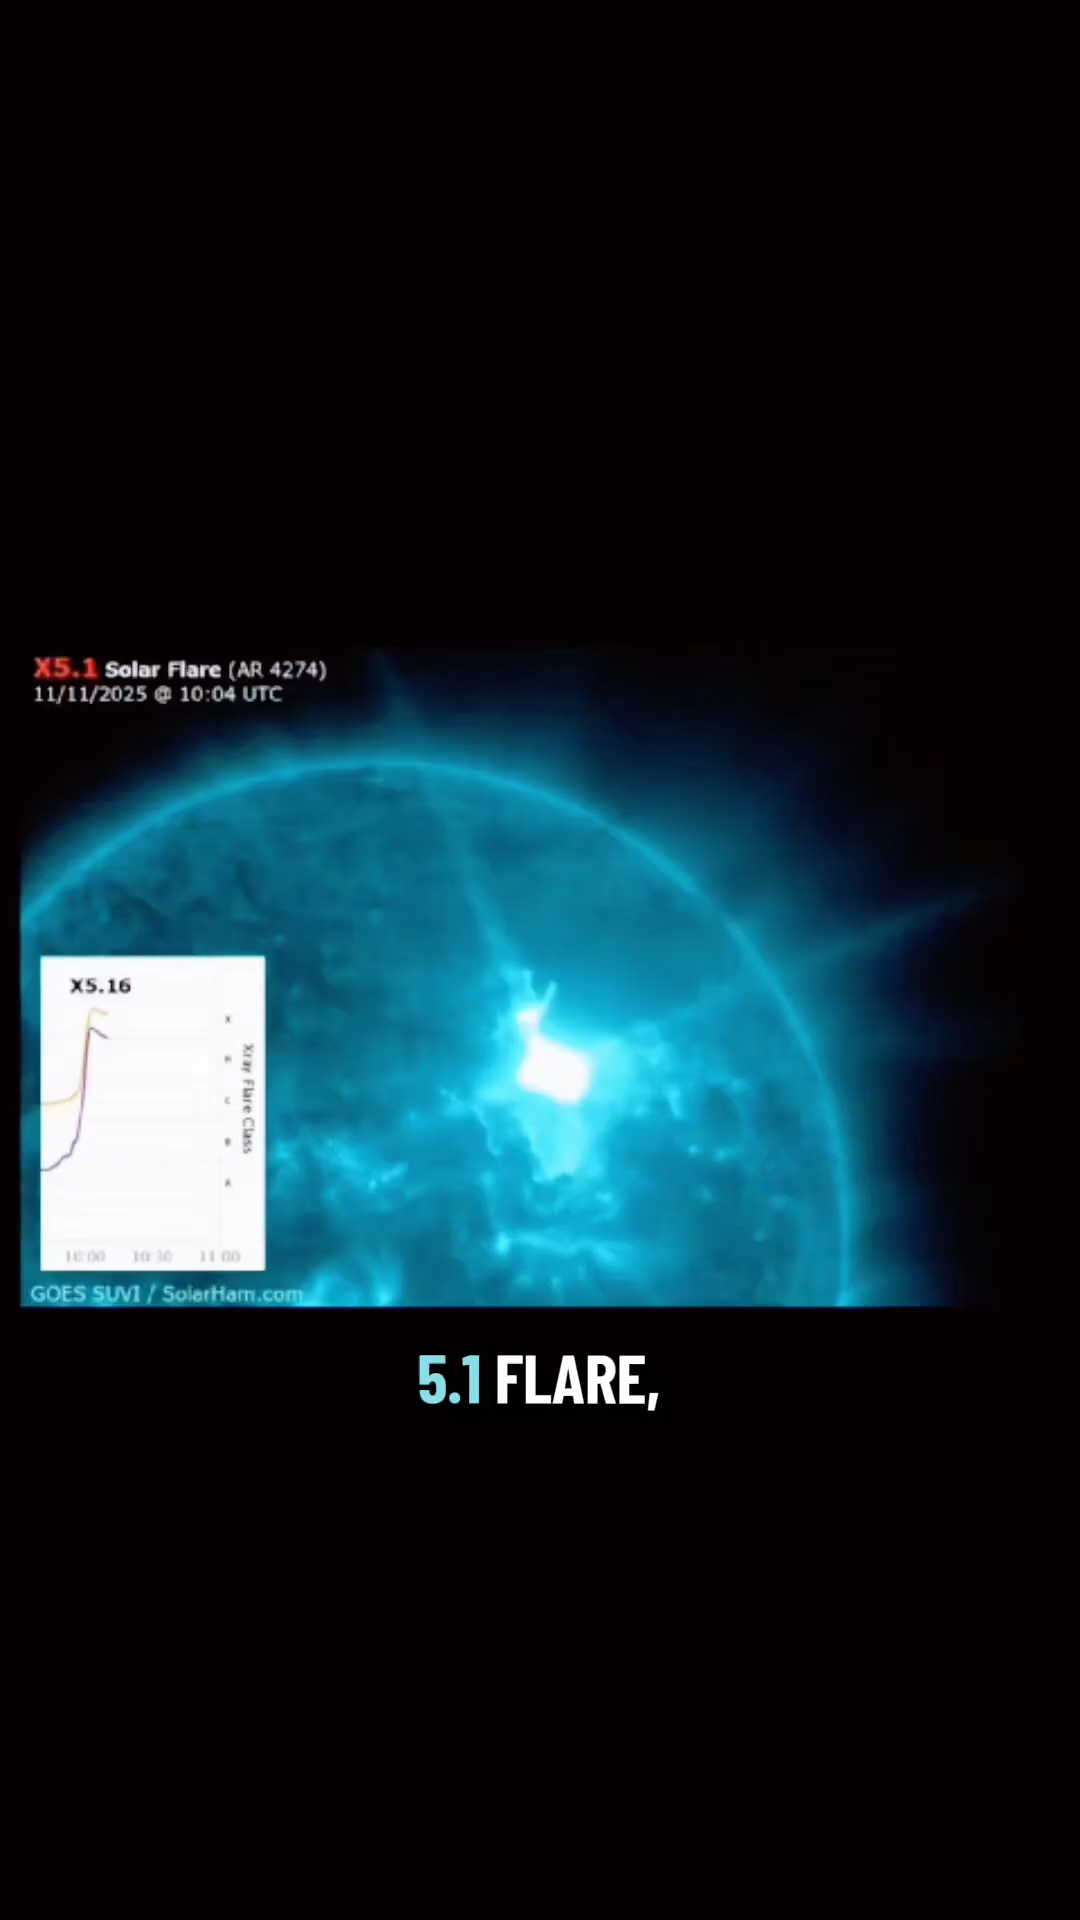 X5.1 Solar Flare (AR 4274)
11/11/2025 @ 10:04 UTC
X5.16
X
M
C
B
A
Xray Flare Class
10:00 10:30 11:00
GOES SUVI / SolarHam.com
5.1 FLARE,